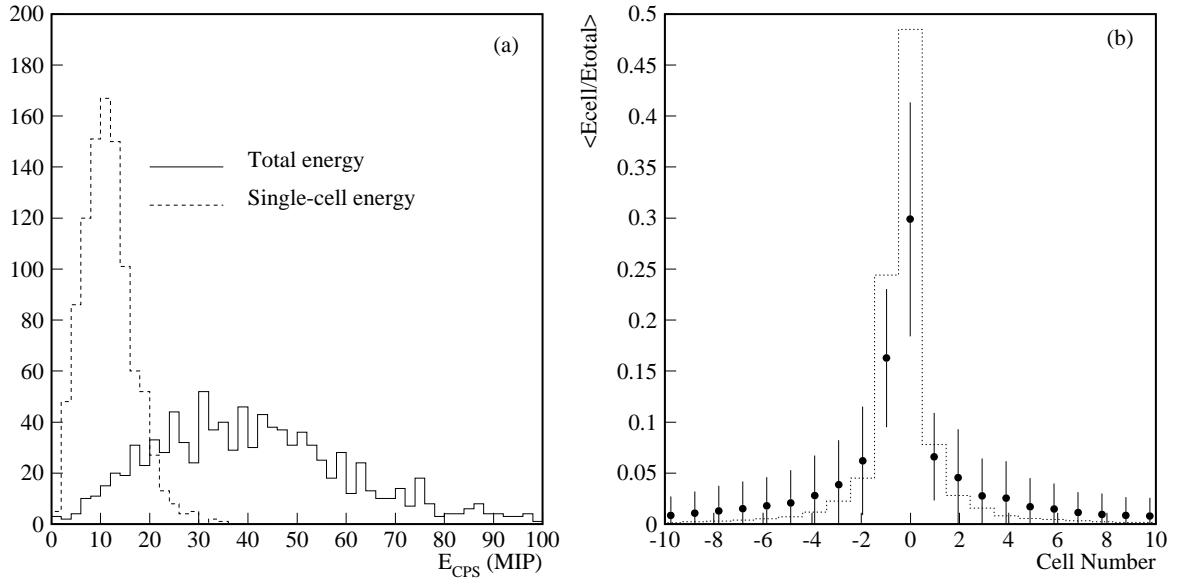 200
180
160
140
120
100
80
60
40
20
0
(a)
Total energy
Single-cell energy
0 10 20 30 40 50 60 70 80 90 100
E_CPS (MIP)
<Ecell/Etotal>
0.5
0.45
0.4
0.35
0.3
0.25
0.2
0.15
0.1
0.05
0
(b)
-10 -8 -6 -4 -2 0 2 4 6 8 10
Cell Number